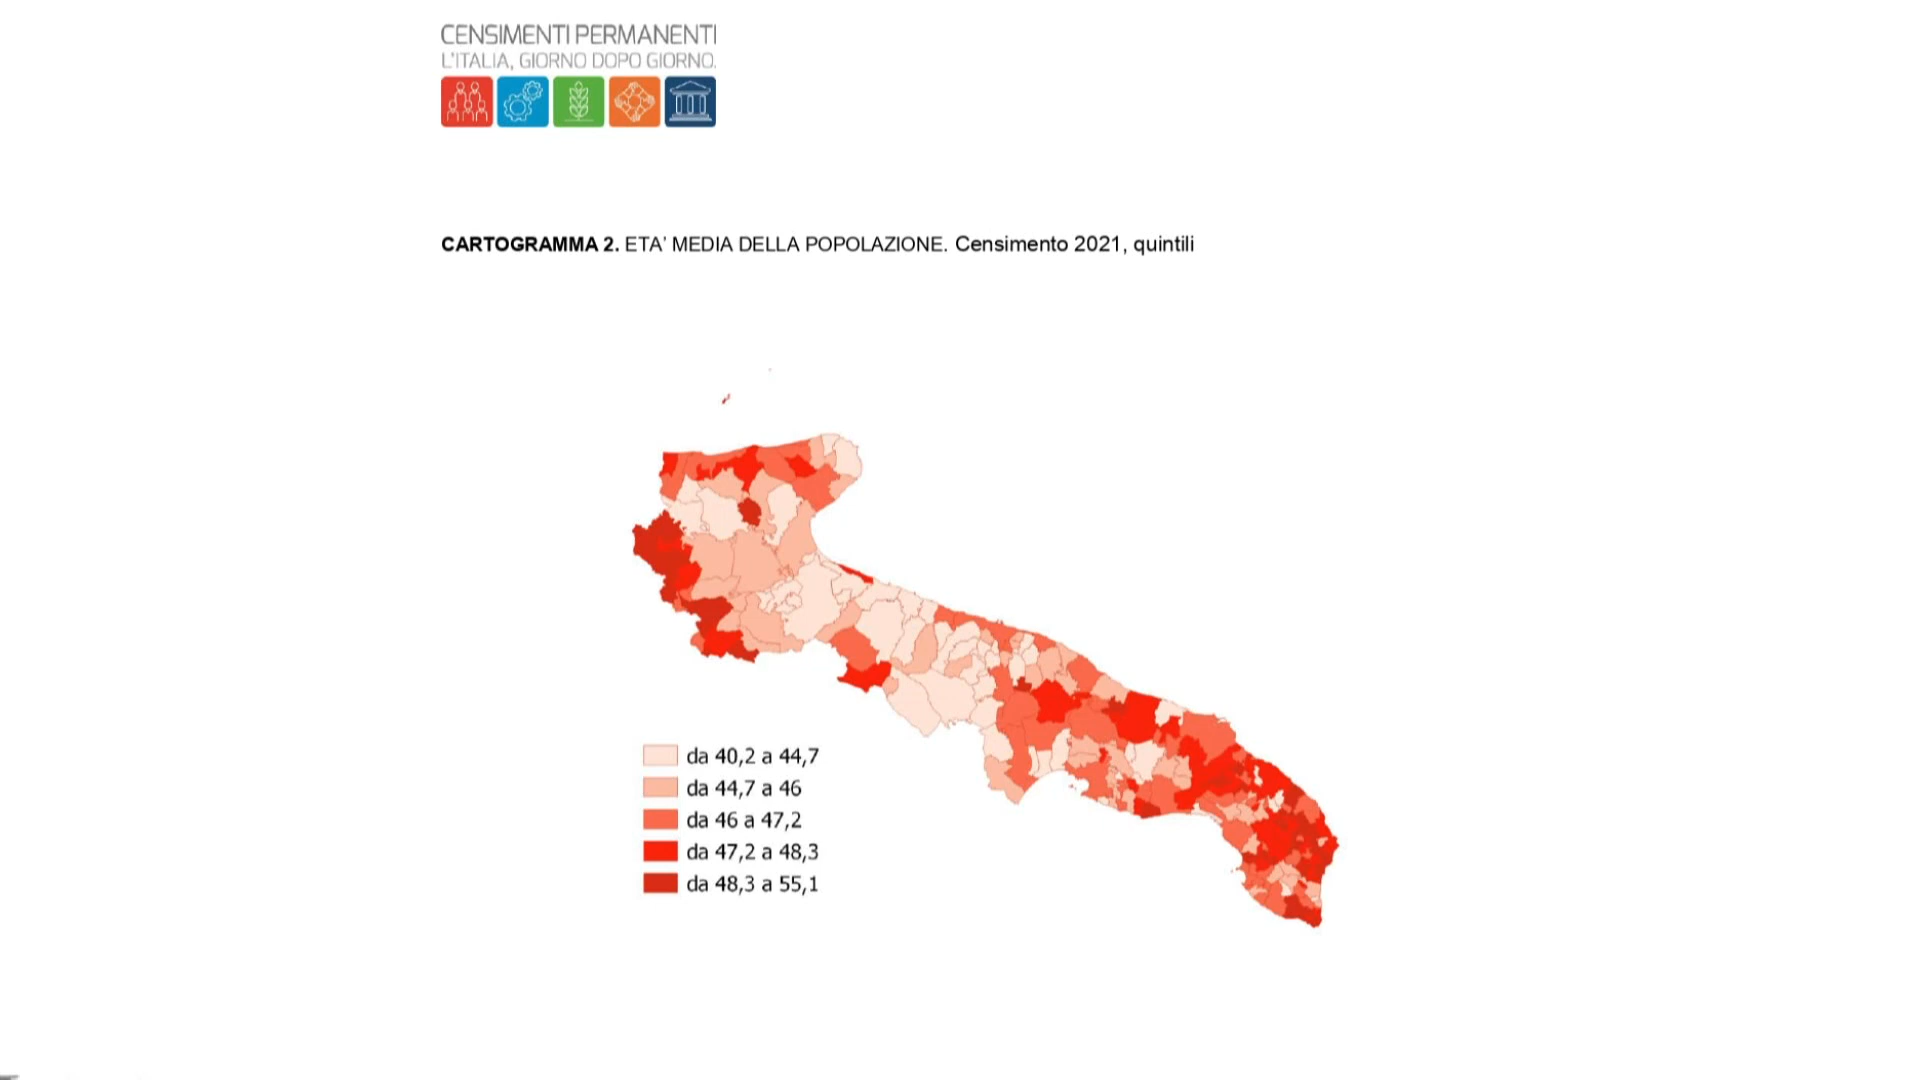 CENSIMENTI PERMANENTI
L'ITALIA, GIORNO DOPO GIORNO.
CARTOGRAMMA 2. ETA' MEDIA DELLA POPOLAZIONE. Censimento 2021, quintili
da 40,2 a 44,7
da 44,7 a 46
da 46 a 47,2
da 47,2 a 48,3
da 48,3 a 55,1